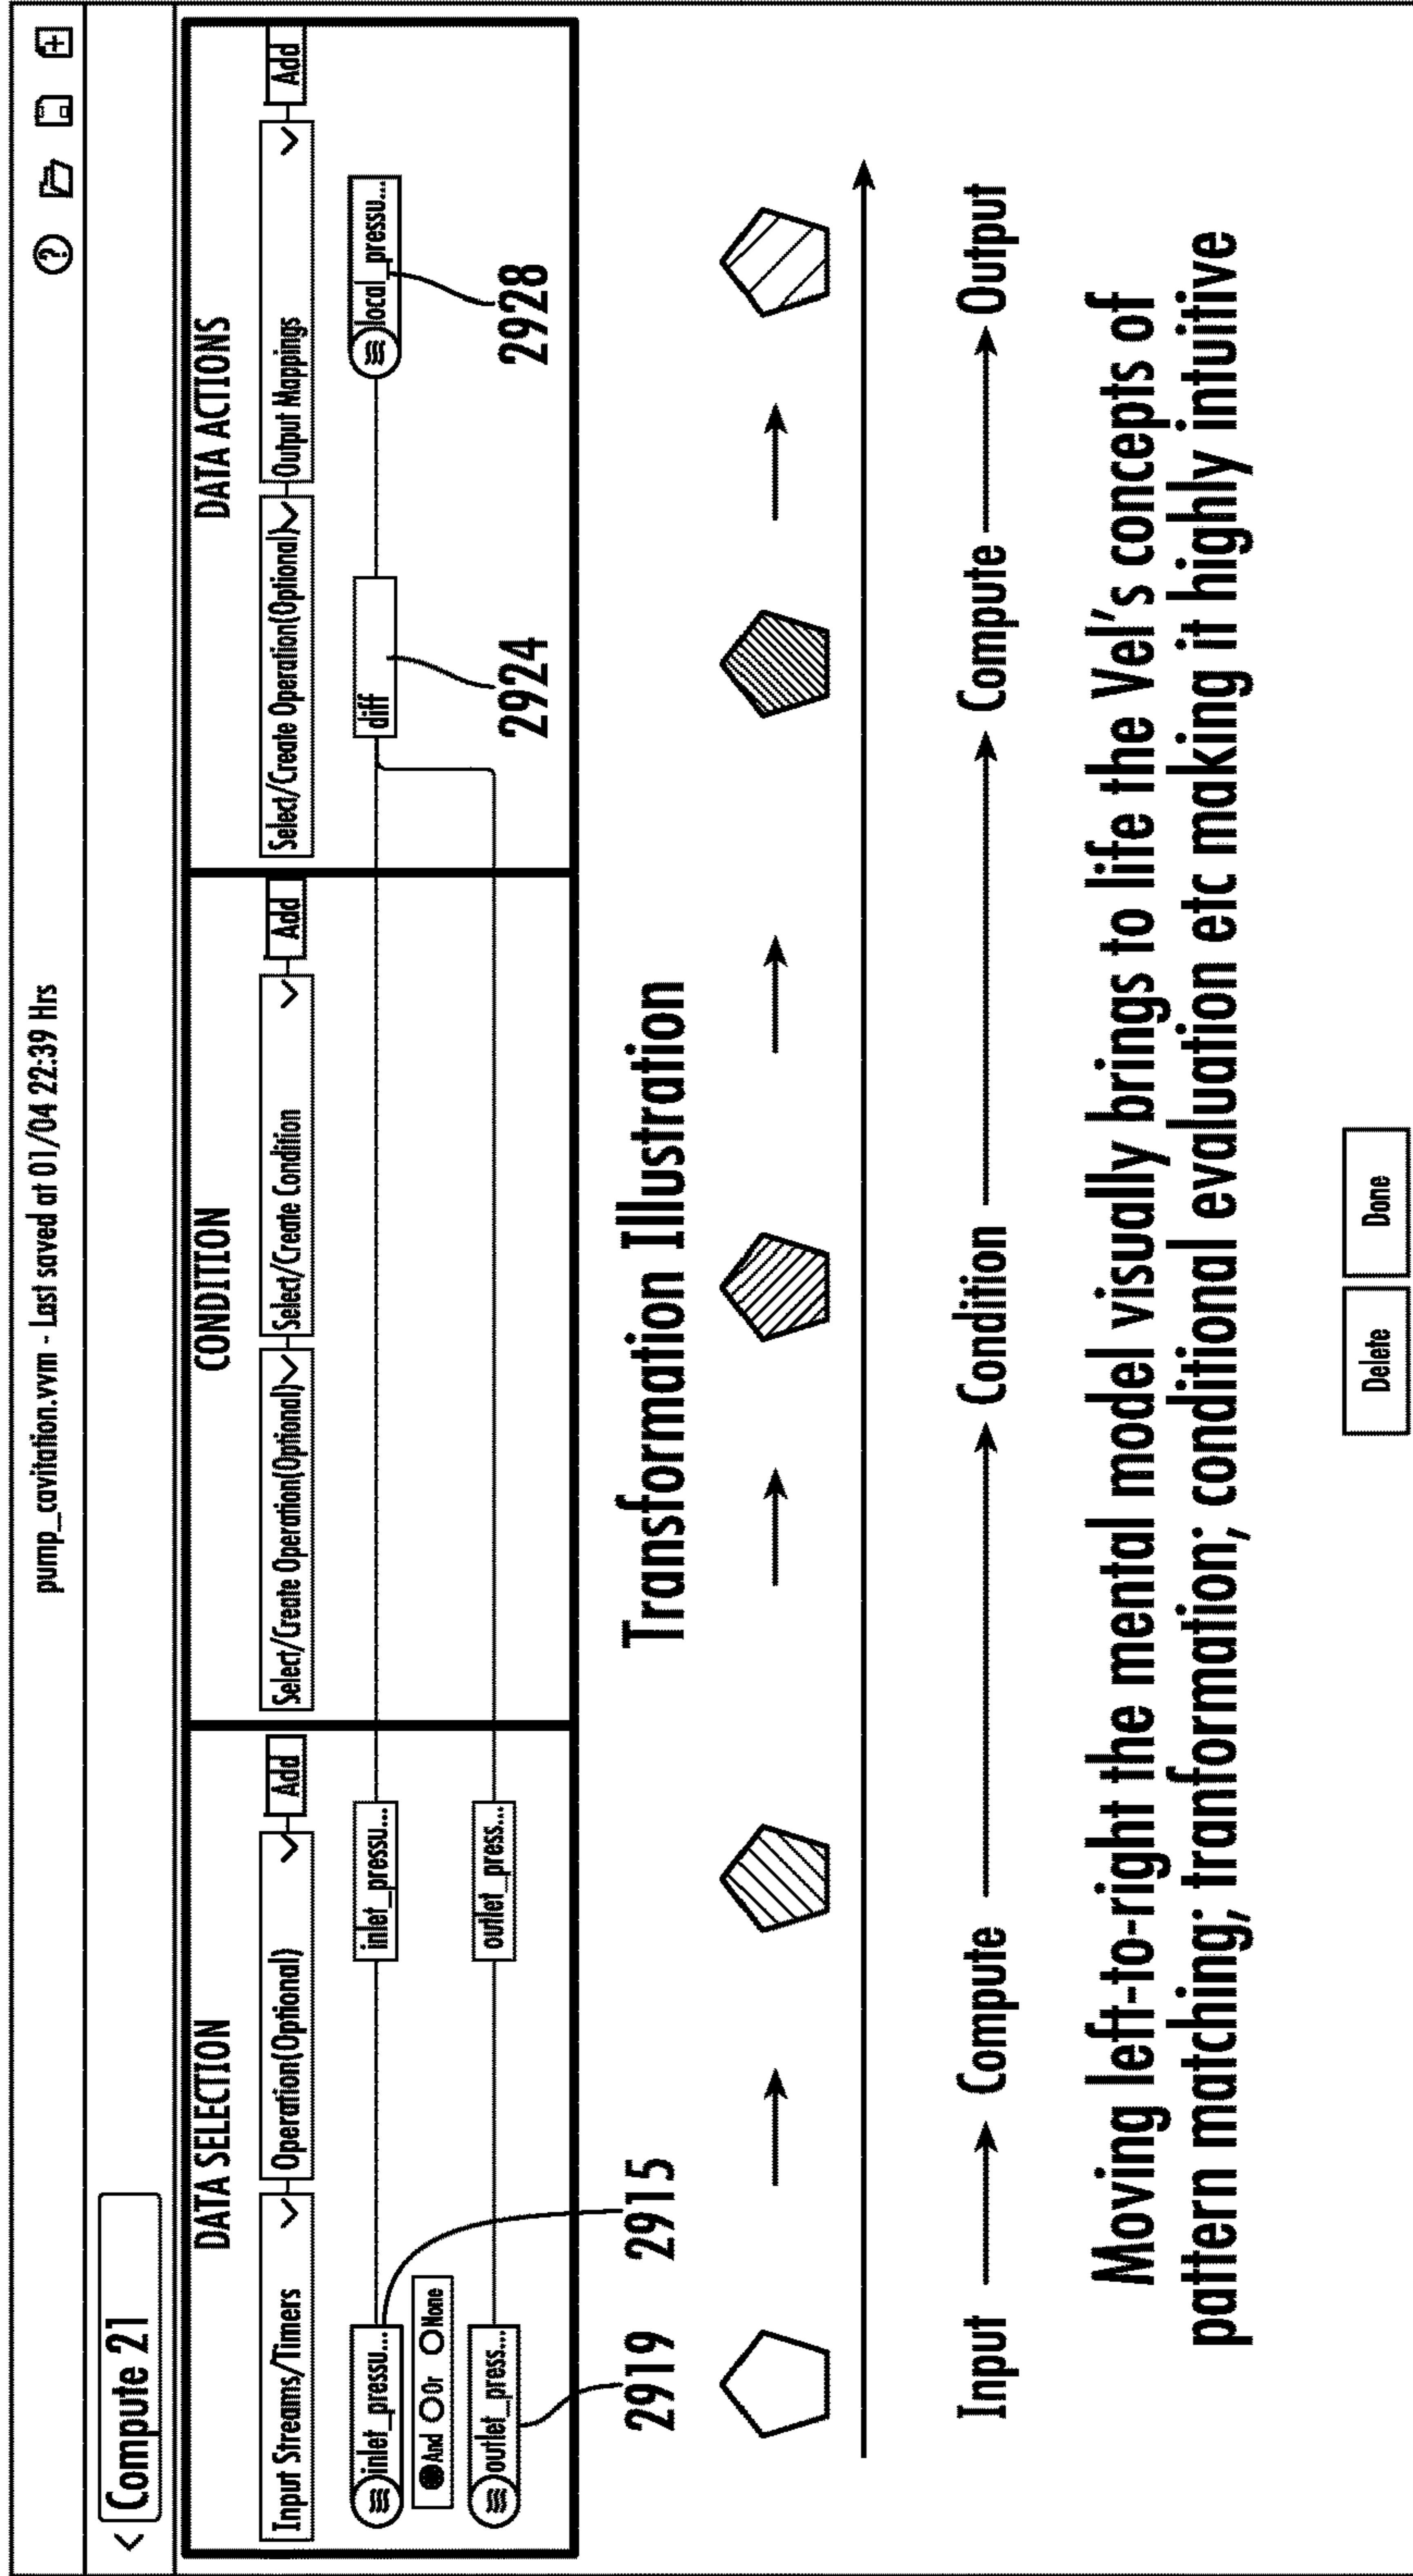 pump_cavitation.vvm - Last saved at 01/04 22:39 Hrs
?
< Compute 21
DATA SELECTION
CONDITION
DATA ACTIONS
Input Streams/Timers
Operation(Optional)
Add
Select/Create Operation(Optional)
Select/Create Condition
Add
Select/Create Operation(Optional)
Output Mappings
Add
inlet_pressu...
inlet_pressu...
diff
local_pressu...
And Or None
outlet_press...
outlet_press...
2924
2928
2919
2915
Transformation Illustration
Input
Compute
Condition
Compute
Output
Moving left-to-right the mental model visually brings to life the Vel's concepts of
pattern matching; tranformation; conditional evaluation etc making it highly intuitive
Delete
Done